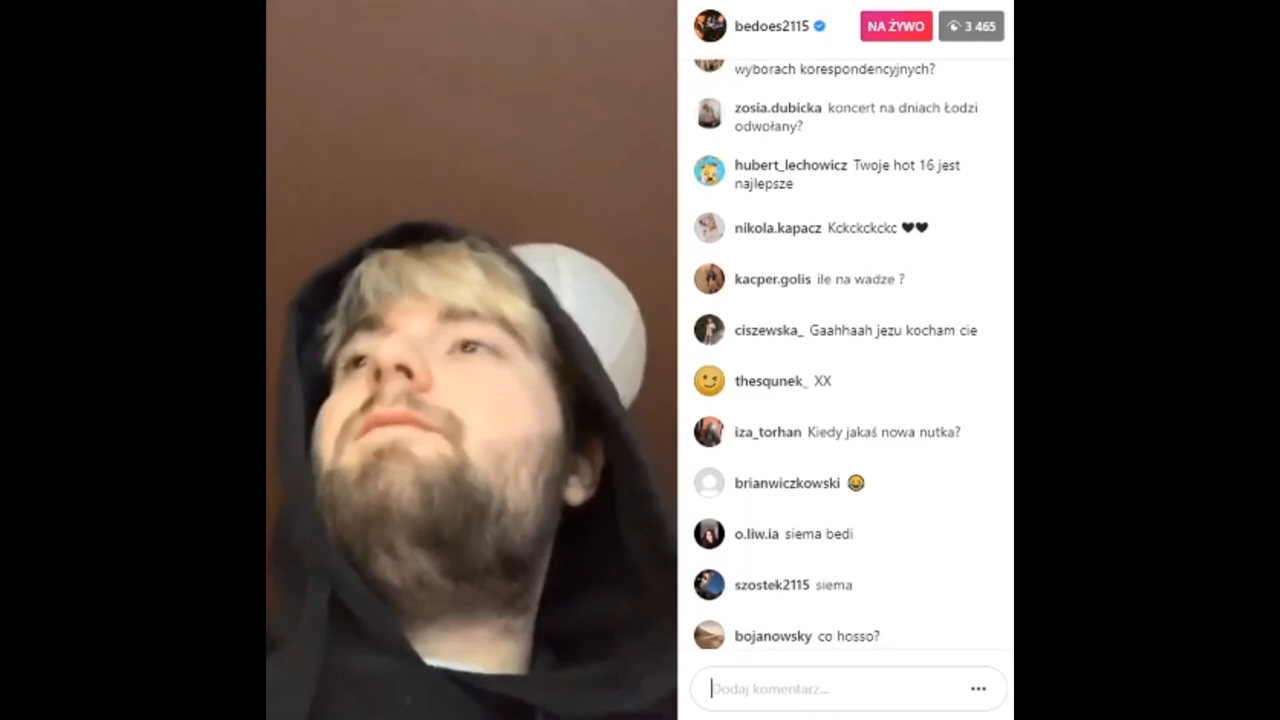 bedoes2115
NA ŻYWO
3 465
wyborach korespondencyjnych?
zosia.dubicka koncert na dniach Łodzi
odwołany?
hubert_lechowicz Twoje hot 16 jest
najlepsze
nikola.kapacz Kckckckckc 🖤🖤
kacper.golis ile na wadze ?
ciszewska_ Gaahhaah jezu kocham cie
thesqunek_ XX
iza_torhan Kiedy jakaś nowa nutka?
brianwiczkowski 😂
o.liw.ia siema bedi
szostek2115 siema
bojanowsky co hosso?
Dodaj komentarz...